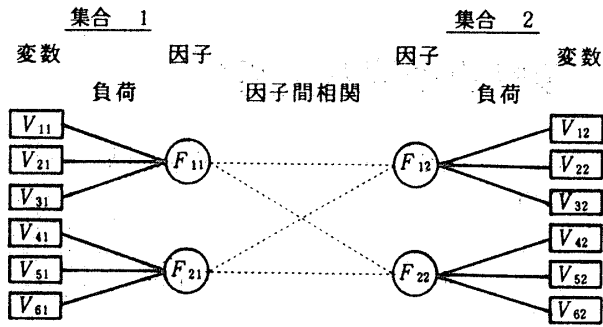 集合 1 集合 2
変数 因子 因子 変数
負荷 因子間相関 負荷
V11 V12
V21 F11 F12 V22
V31 V32
V41 V42
V51 F21 F22 V52
V61 V62